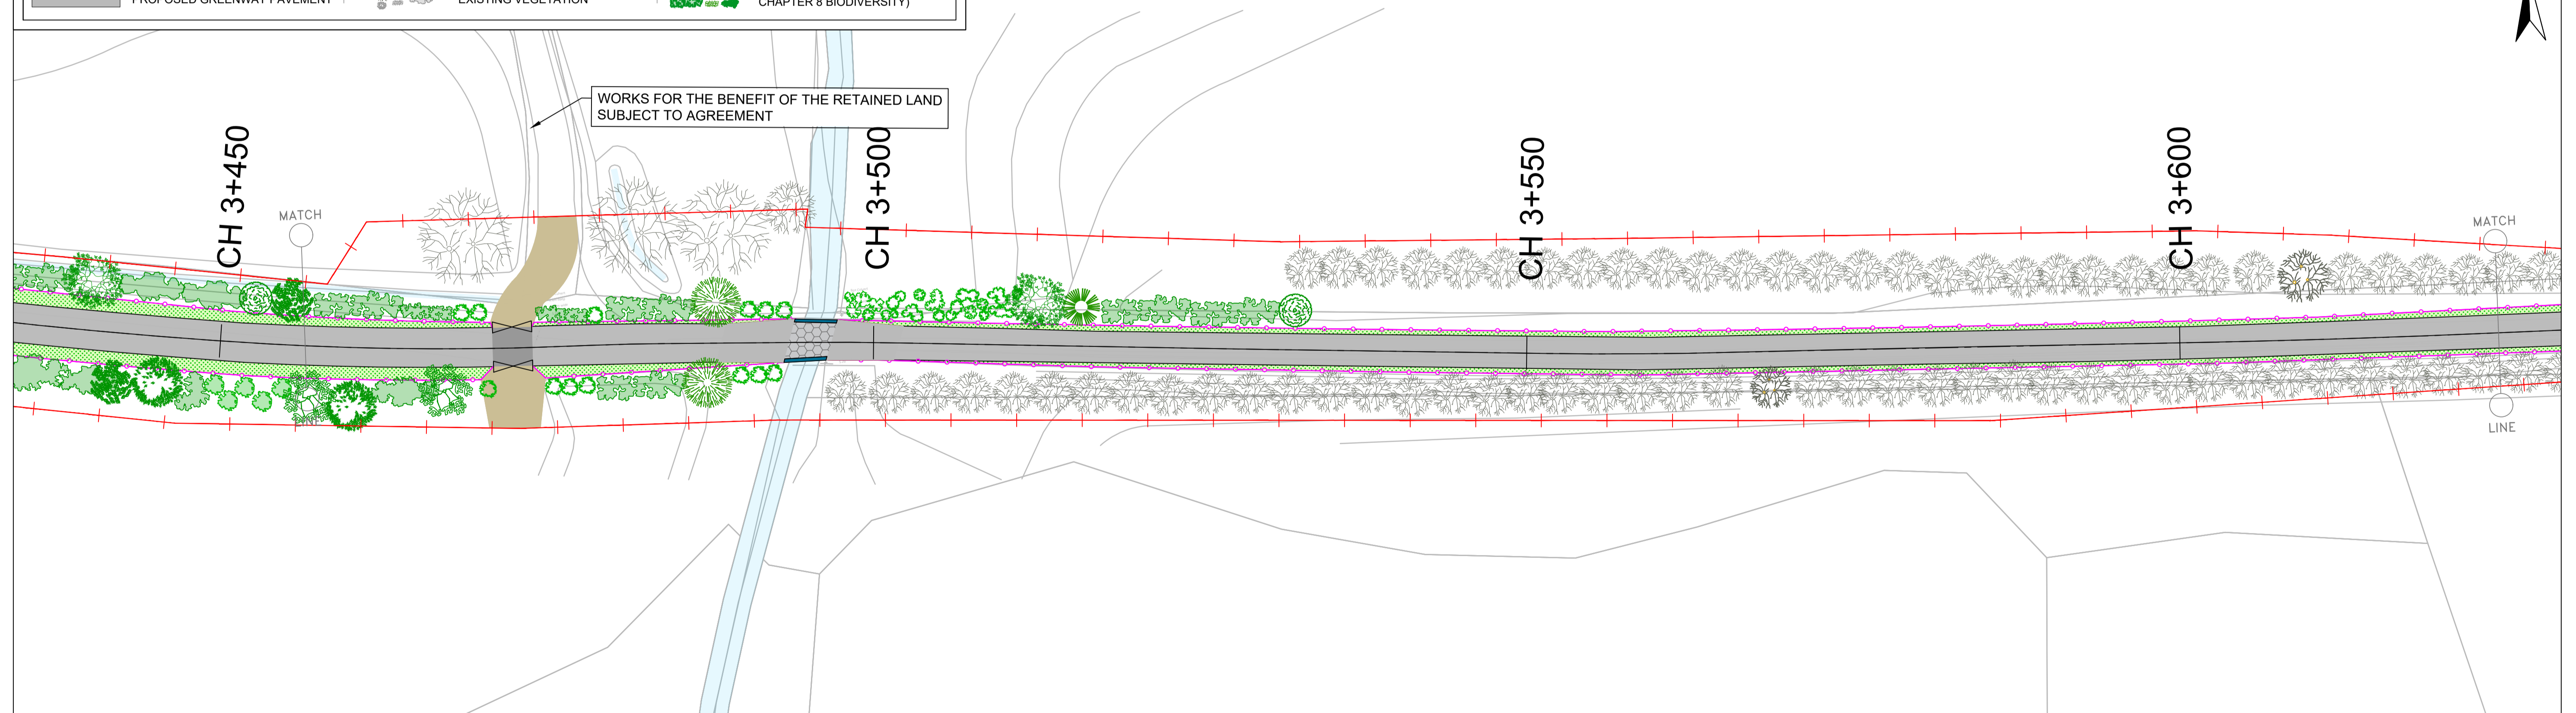 PROPOSED GREENWAY PAVEMENT
EXISTING VEGETATION
CHAPTER 8 BIODIVERSITY)
WORKS FOR THE BENEFIT OF THE RETAINED LAND
SUBJECT TO AGREEMENT
CH 3+450
CH 3+500
CH 3+550
CH 3+600
MATCH
MATCH
LINE
LINE